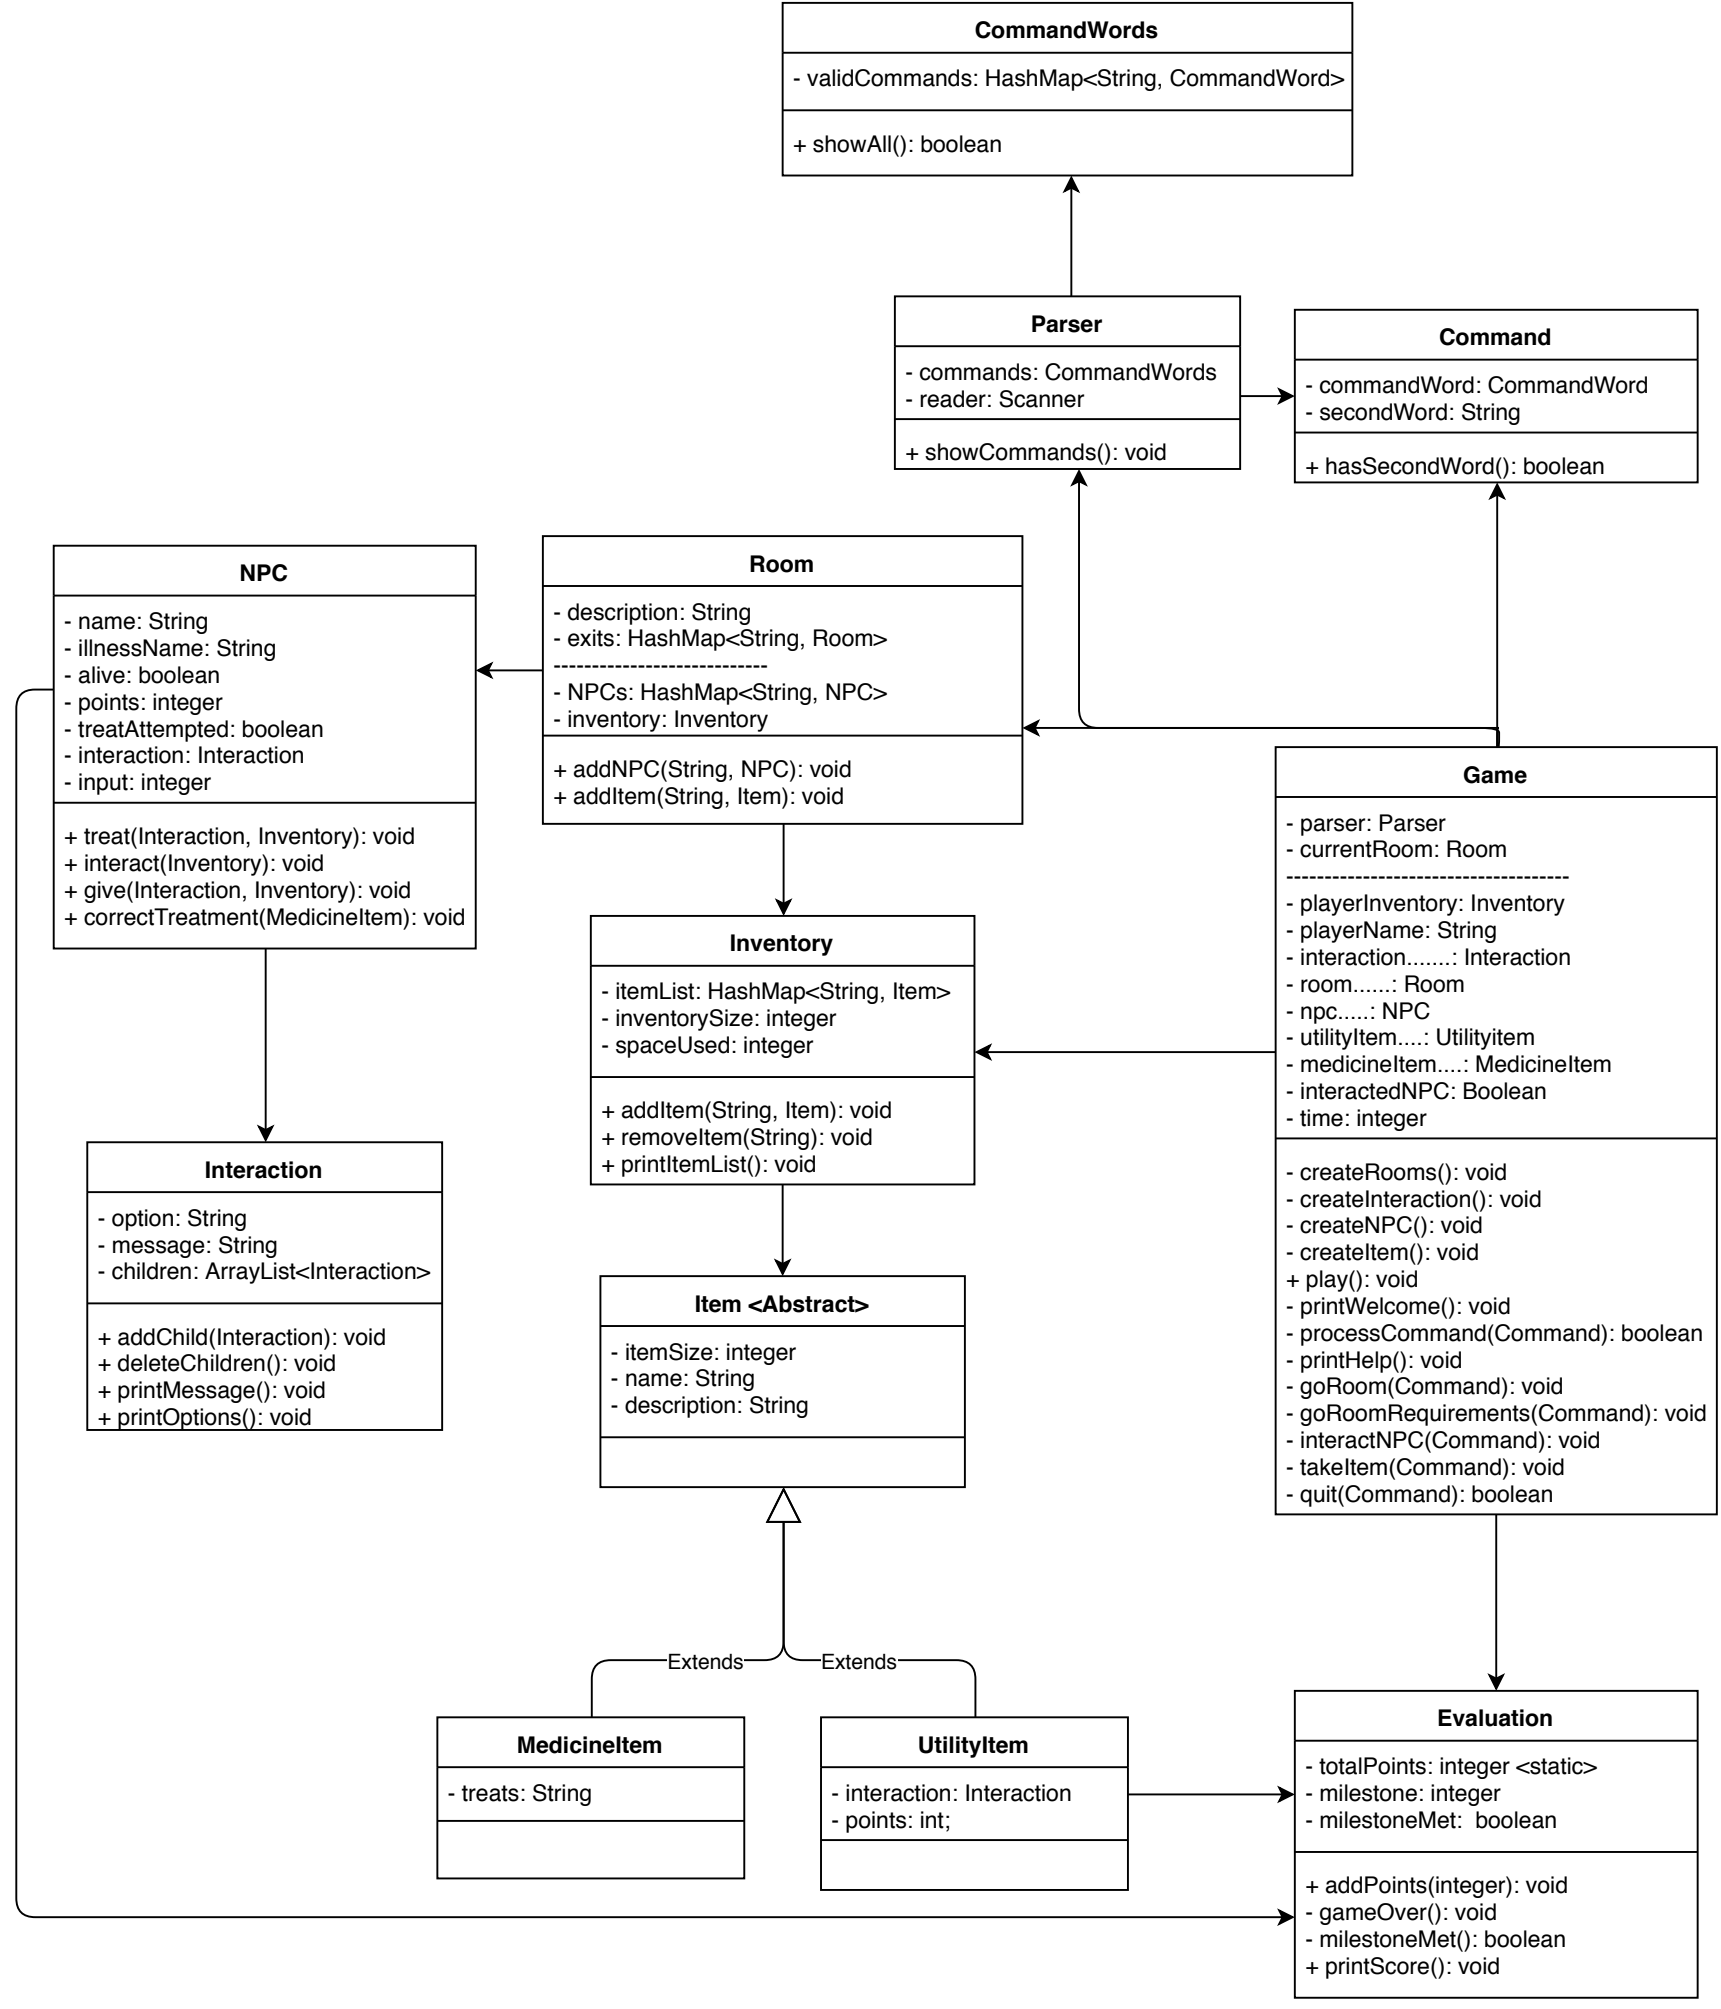 CommandWords
- validCommands: HashMap<String, CommandWord>
+ showAll(): boolean
Parser
- commands: CommandWords
- reader: Scanner
+ showCommands(): void
Command
- commandWord: CommandWord
- secondWord: String
+ hasSecondWord(): boolean
NPC
- name: String
- illnessName: String
- alive: boolean
- points: integer
- treatAttempted: boolean
- interaction: Interaction
- input: integer
+ treat(Interaction, Inventory): void
+ interact(Inventory): void
+ give(Interaction, Inventory): void
+ correctTreatment(MedicineItem): void
Room
- description: String
- exits: HashMap<String, Room>
----------------------------
- NPCs: HashMap<String, NPC>
- inventory: Inventory
+ addNPC(String, NPC): void
+ addItem(String, Item): void
Game
- parser: Parser
- currentRoom: Room
-------------------------------------
- playerInventory: Inventory
- playerName: String
- interaction.......: Interaction
- room......: Room
- npc.....: NPC
- utilityItem....: Utilityitem
- medicineItem....: MedicineItem
- interactedNPC: Boolean
- time: integer
- createRooms(): void
- createInteraction(): void
- createNPC(): void
- createItem(): void
+ play(): void
- printWelcome(): void
- processCommand(Command): boolean
- printHelp(): void
- goRoom(Command): void
- goRoomRequirements(Command): void
- interactNPC(Command): void
- takeItem(Command): void
- quit(Command): boolean
Inventory
- itemList: HashMap<String, Item>
- inventorySize: integer
- spaceUsed: integer
+ addItem(String, Item): void
+ removeItem(String): void
+ printItemList(): void
Interaction
- option: String
- message: String
- children: ArrayList<Interaction>
+ addChild(Interaction): void
+ deleteChildren(): void
+ printMessage(): void
+ printOptions(): void
Item <Abstract>
- itemSize: integer
- name: String
- description: String
Extends
Extends
MedicineItem
- treats: String
UtilityItem
- interaction: Interaction
- points: int;
Evaluation
- totalPoints: integer <static>
- milestone: integer
- milestoneMet:  boolean
+ addPoints(integer): void
- gameOver(): void
- milestoneMet(): boolean
+ printScore(): void